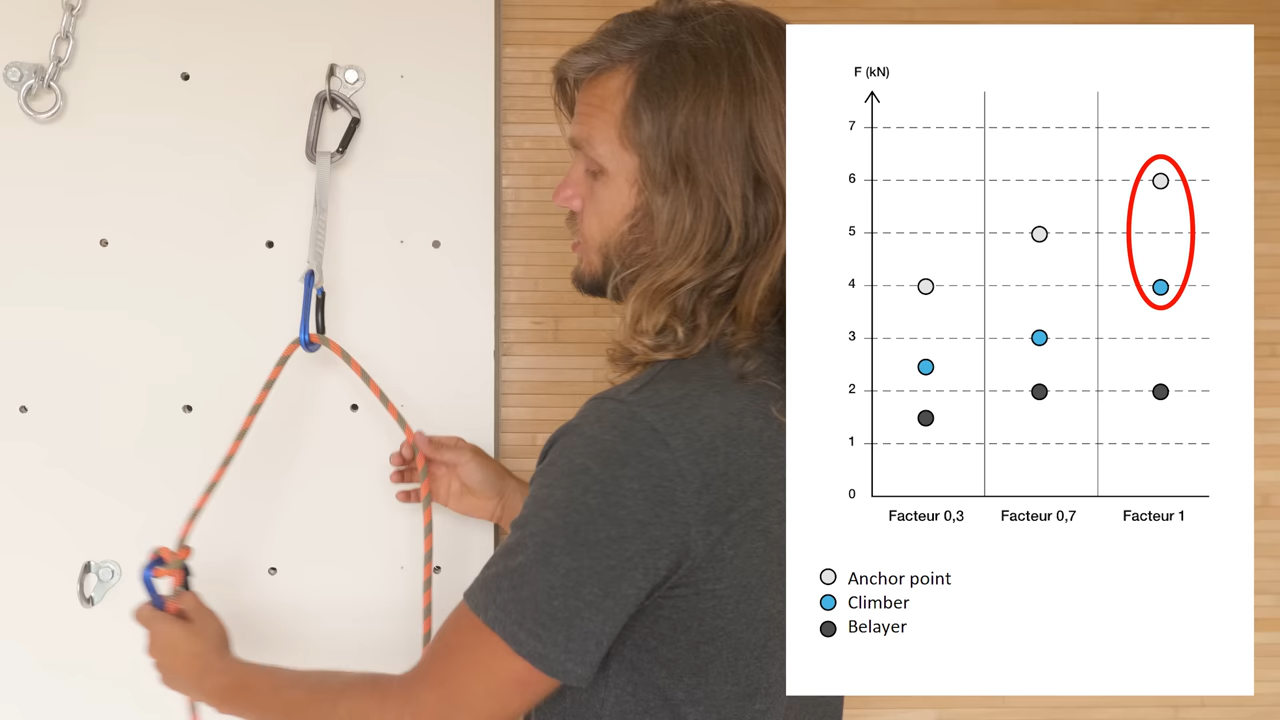 F (kN)
7
6
5
4
3
2
1
0
Facteur 0,3 Facteur 0,7 Facteur 1
Anchor point
Climber
Belayer